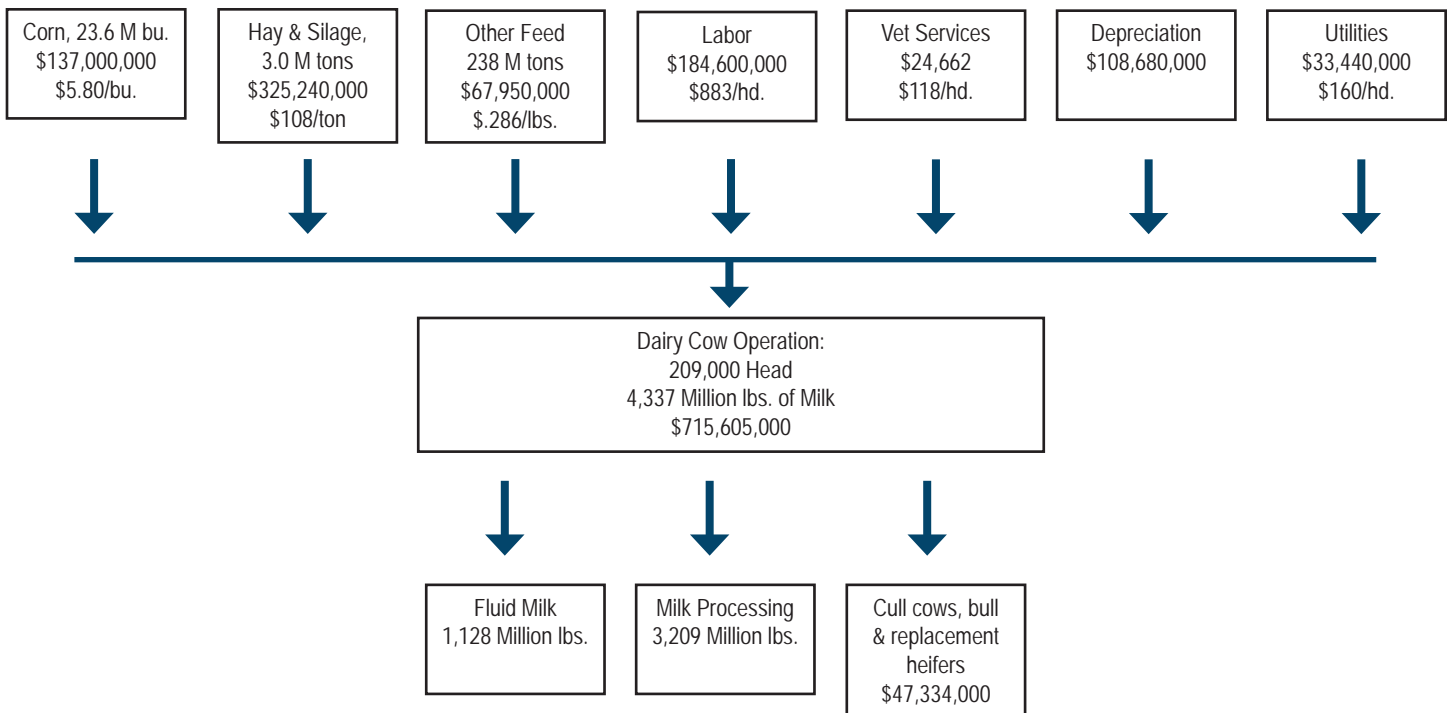 Corn, 23.6 M bu.
$137,000,000
$5.80/bu.
Hay & Silage,
3.0 M tons
$325,240,000
$108/ton
Other Feed
238 M tons
$67,950,000
$.286/lbs.
Labor
$184,600,000
$883/hd.
Vet Services
$24,662
$118/hd.
Depreciation
$108,680,000
Utilities
$33,440,000
$160/hd.
Dairy Cow Operation:
209,000 Head
4,337 Million lbs. of Milk
$715,605,000
Fluid Milk
1,128 Million lbs.
Milk Processing
3,209 Million lbs.
Cull cows, bull
& replacement
heifers
$47,334,000